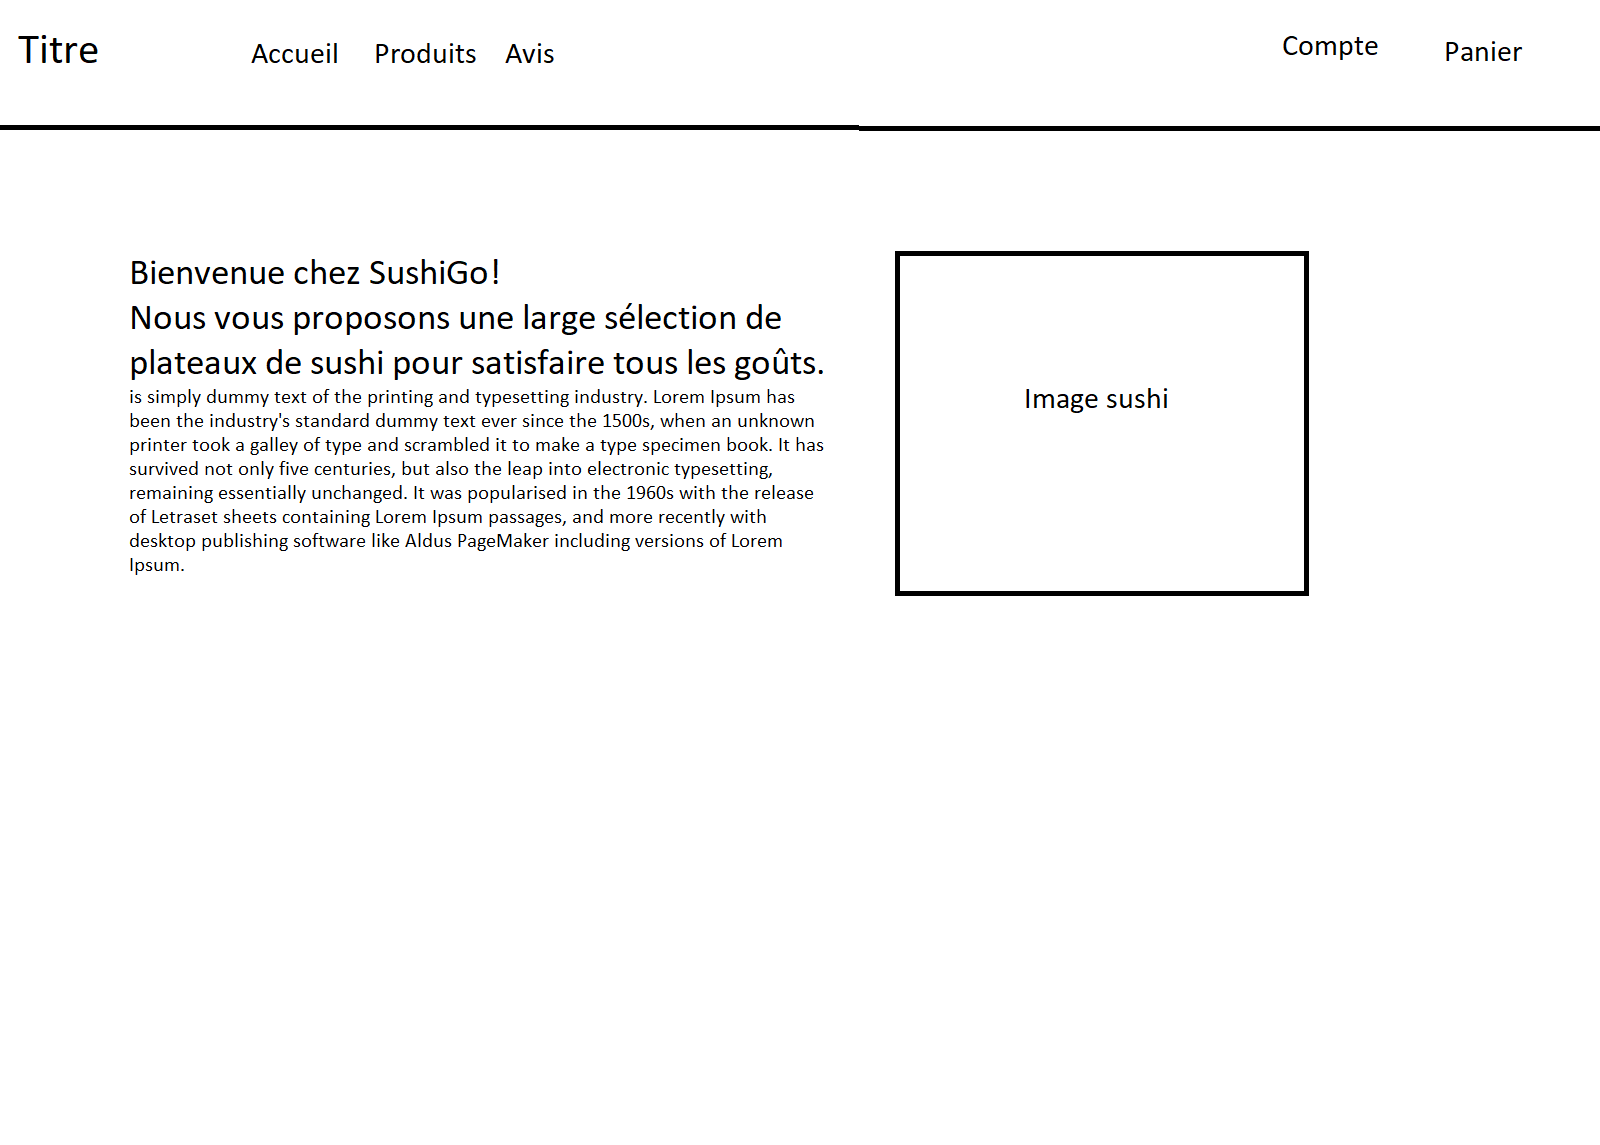 Titre
Accueil
Produits
Avis
Compte
Panier
Bienvenue chez SushiGo!
Nous vous proposons une large sélection de
plateaux de sushi pour satisfaire tous les goûts.
is simply dummy text of the printing and typesetting industry. Lorem Ipsum has
been the industry's standard dummy text ever since the 1500s, when an unknown
printer took a galley of type and scrambled it to make a type specimen book. It has
survived not only five centuries, but also the leap into electronic typesetting,
remaining essentially unchanged. It was popularised in the 1960s with the release
of Letraset sheets containing Lorem Ipsum passages, and more recently with
desktop publishing software like Aldus PageMaker including versions of Lorem
Ipsum.
Image sushi